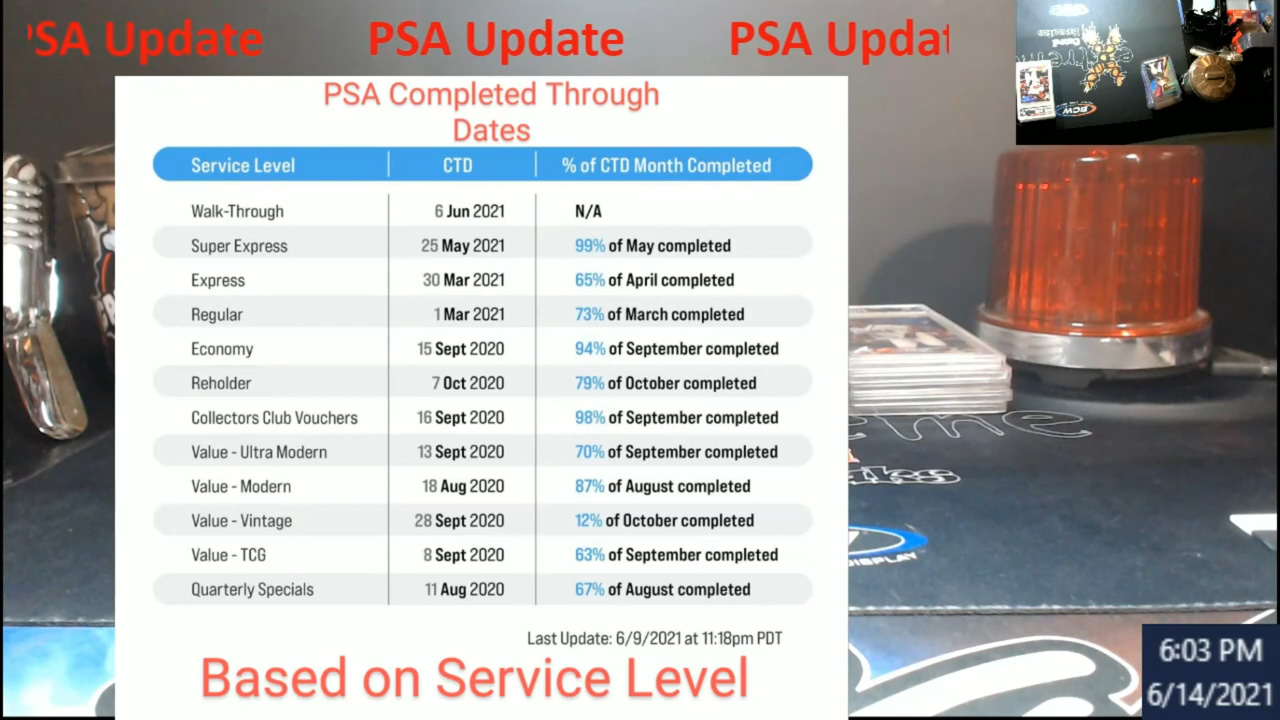 PSA Update PSA Update PSA Updat
PSA Completed Through
Dates
Service Level CTD % of CTD Month Completed
Walk-Through 6 Jun 2021 N/A
Super Express 25 May 2021 99% of May completed
Express 30 Mar 2021 65% of April completed
Regular 1 Mar 2021 73% of March completed
Economy 15 Sept 2020 94% of September completed
Reholder 7 Oct 2020 79% of October completed
Collectors Club Vouchers 16 Sept 2020 98% of September completed
Value - Ultra Modern 13 Sept 2020 70% of September completed
Value - Modern 18 Aug 2020 87% of August completed
Value - Vintage 28 Sept 2020 12% of October completed
Value - TCG 8 Sept 2020 63% of September completed
Quarterly Specials 11 Aug 2020 67% of August completed
Last Update: 6/9/2021 at 11:18pm PDT
Based on Service Level
BCW
DISPLAY
6:03 PM
6/14/2021